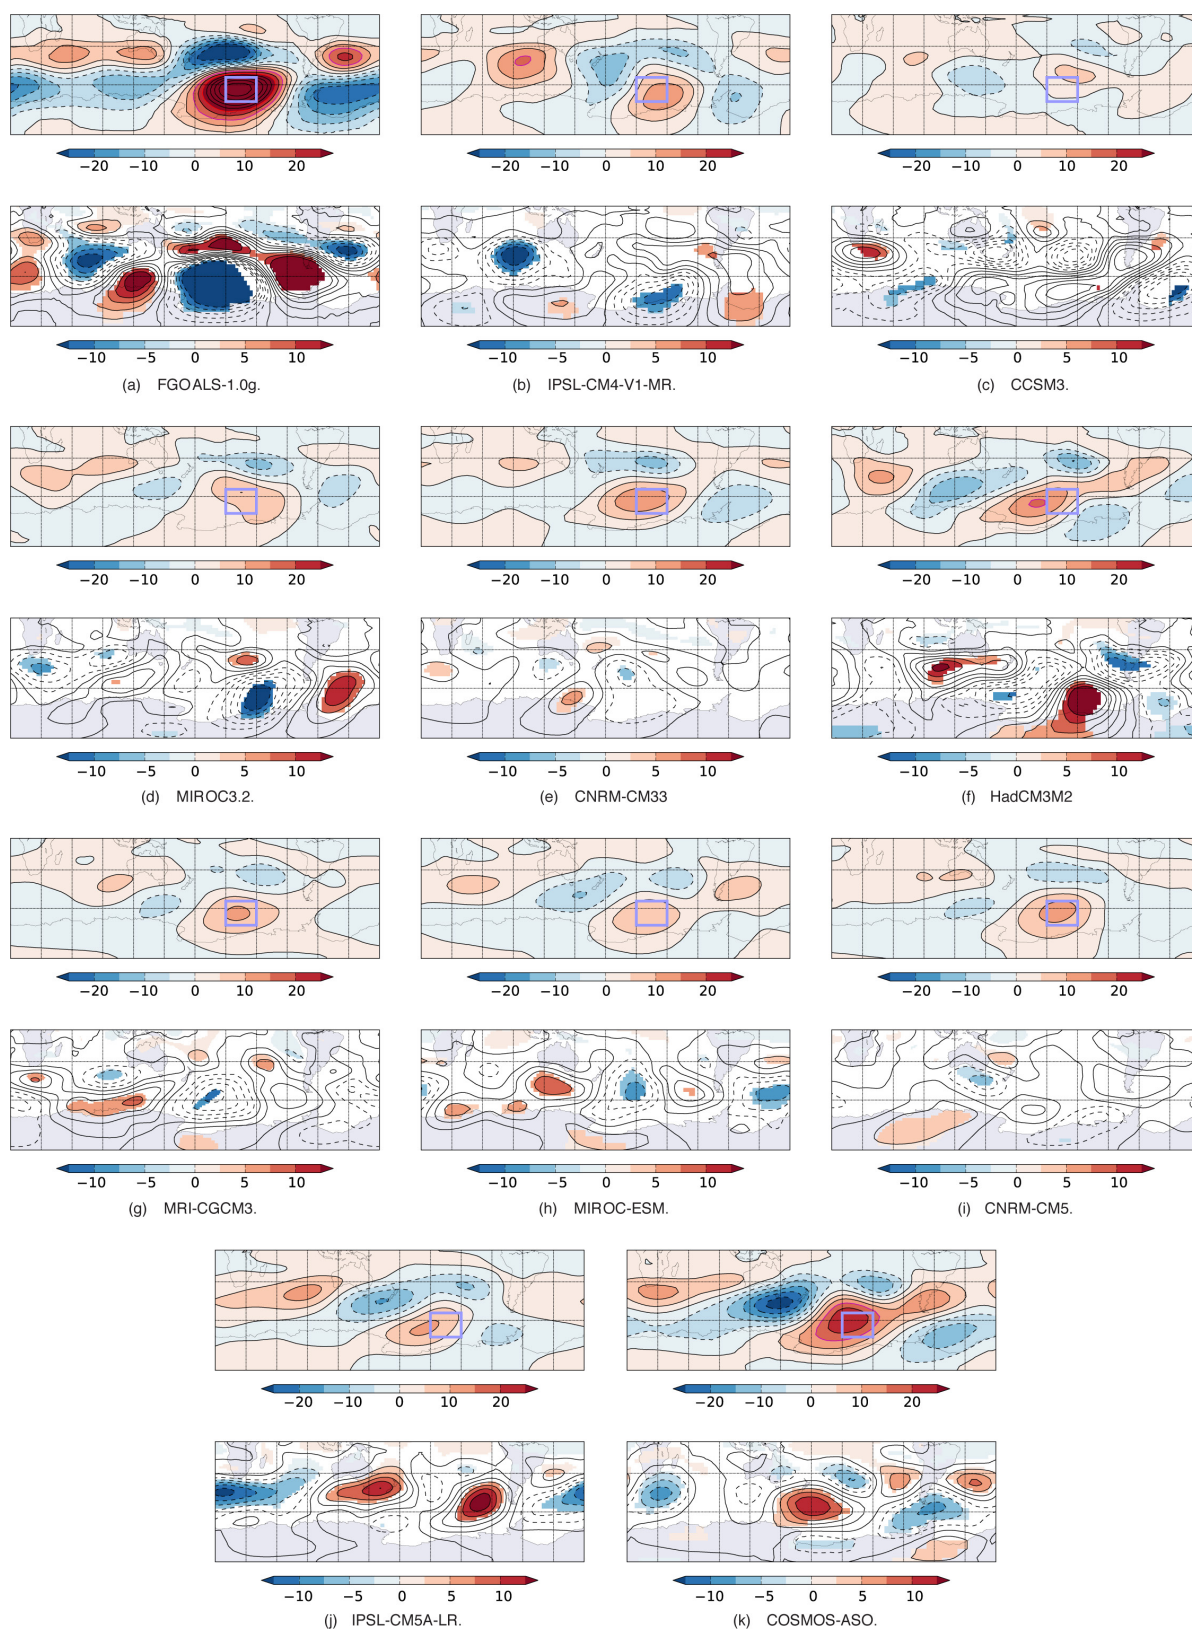 −20 −10 0 10 20 −20 −10 0 10 20 −20 −10 0 10 20
−10 −5 0 5 10 −10 −5 0 5 10 −10 −5 0 5 10
(a) FGOALS-1.0g. (b) IPSL-CM4-V1-MR. (c) CCSM3.
−20 −10 0 10 20 −20 −10 0 10 20 −20 −10 0 10 20
−10 −5 0 5 10 −10 −5 0 5 10 −10 −5 0 5 10
(d) MIROC3.2. (e) CNRM-CM33 (f) HadCM3M2
−20 −10 0 10 20 −20 −10 0 10 20 −20 −10 0 10 20
−10 −5 0 5 10 −10 −5 0 5 10 −10 −5 0 5 10
(g) MRI-CGCM3. (h) MIROC-ESM. (i) CNRM-CM5.
−20 −10 0 10 20 −20 −10 0 10 20
−10 −5 0 5 10 −10 −5 0 5 10
(j) IPSL-CM5A-LR. (k) COSMOS-ASO.